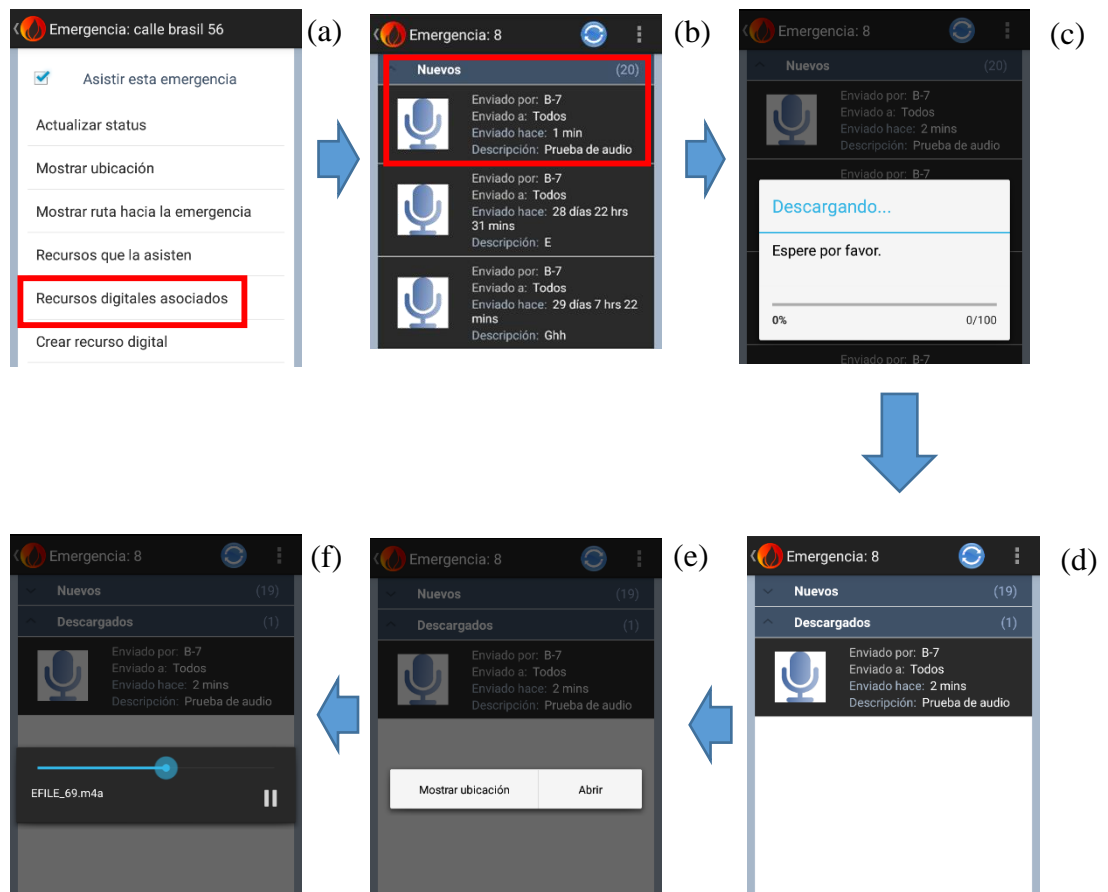 Emergencia: calle brasil 56
Asistir esta emergencia
Actualizar status
Mostrar ubicación
Mostrar ruta hacia la emergencia
Recursos que la asisten
Recursos digitales asociados
Crear recurso digital
(a)
Emergencia: 8
Nuevos (20)
Enviado por: B-7
Enviado a: Todos
Enviado hace: 1 min
Descripción: Prueba de audio
Enviado por: B-7
Enviado a: Todos
Enviado hace: 28 días 22 hrs
31 mins
Descripción: E
Enviado por: B-7
Enviado a: Todos
Enviado hace: 29 días 7 hrs 22
mins
Descripción: Ghh
(b)
Emergencia: 8
Nuevos (20)
Enviado por: B-7
Enviado a: Todos
Enviado hace: 2 mins
Descripción: Prueba de audio
Enviado por: B-7
Descargando...
Espere por favor.
0% 0/100
Enviado por: B-7
(c)
Emergencia: 8
Nuevos (19)
Descargados (1)
Enviado por: B-7
Enviado a: Todos
Enviado hace: 2 mins
Descripción: Prueba de audio
EFILE_69.m4a
(f)
Emergencia: 8
Nuevos (19)
Descargados (1)
Enviado por: B-7
Enviado a: Todos
Enviado hace: 2 mins
Descripción: Prueba de audio
Mostrar ubicación Abrir
(e)
Emergencia: 8
Nuevos (19)
Descargados (1)
Enviado por: B-7
Enviado a: Todos
Enviado hace: 2 mins
Descripción: Prueba de audio
(d)